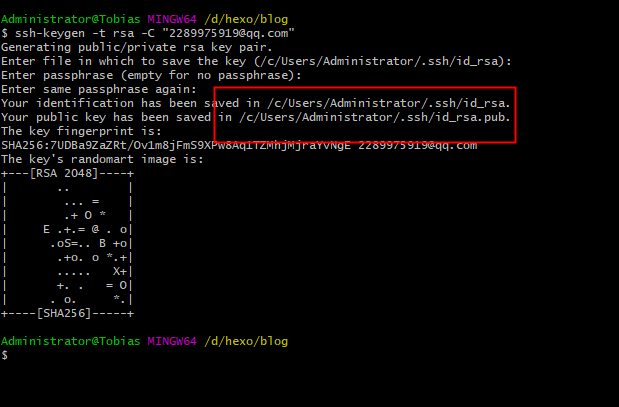 Administrator@Tobias MINGW64 /d/hexo/blog
$ ssh-keygen -t rsa -C "2289975919@qq.com"
Generating public/private rsa key pair.
Enter file in which to save the key (/c/Users/Administrator/.ssh/id_rsa):
Enter passphrase (empty for no passphrase):
Enter same passphrase again:
Your identification has been saved in /c/Users/Administrator/.ssh/id_rsa.
Your public key has been saved in /c/Users/Administrator/.ssh/id_rsa.pub.
The key fingerprint is:
2289975919@qq.com
The key's randomart image is:
+---[RSA 2048]----+
|       ..        |
|        ... =    |
|        .+ O *   |
|     E .+.= @ . o|
|      .oS=.. B +o|
|       .+o. o *.+|
|       .....   X+|
|       +. .   = O|
|      . o.     *.|
+----[SHA256]-----+
Administrator@Tobias MINGW64 /d/hexo/blog
$